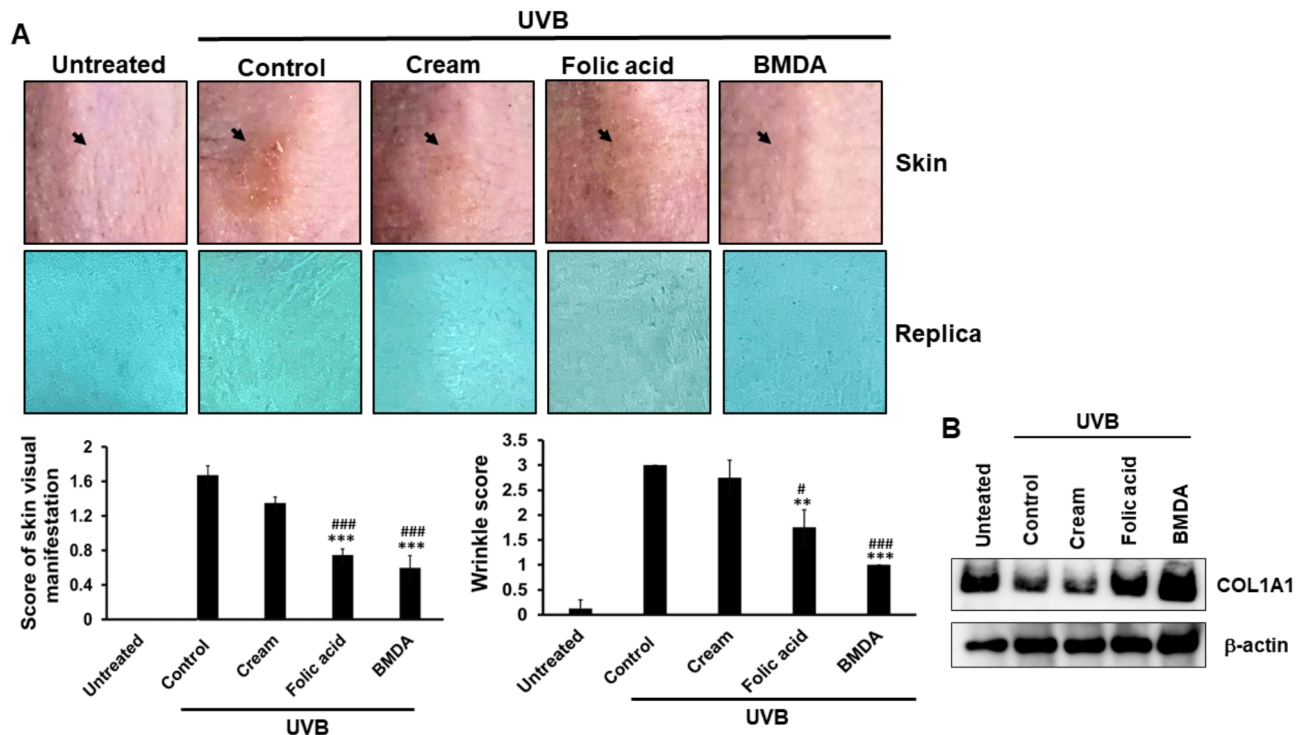 A
UVB
Untreated Control Cream Folic acid BMDA
Skin
Replica
Score of skin visual
manifestation
2
1.6
1.2
0.8
0.4
0
###
***
###
***
Untreated
Control
Cream
Folic acid
BMDA
UVB
Wrinkle score
3.5
3
2.5
2
1.5
1
0.5
0
#
**
###
***
Untreated
Control
Cream
Folic acid
BMDA
UVB
B
UVB
Unteated
Control
Cream
Folic acid
BMDA
COL1A1
β-actin